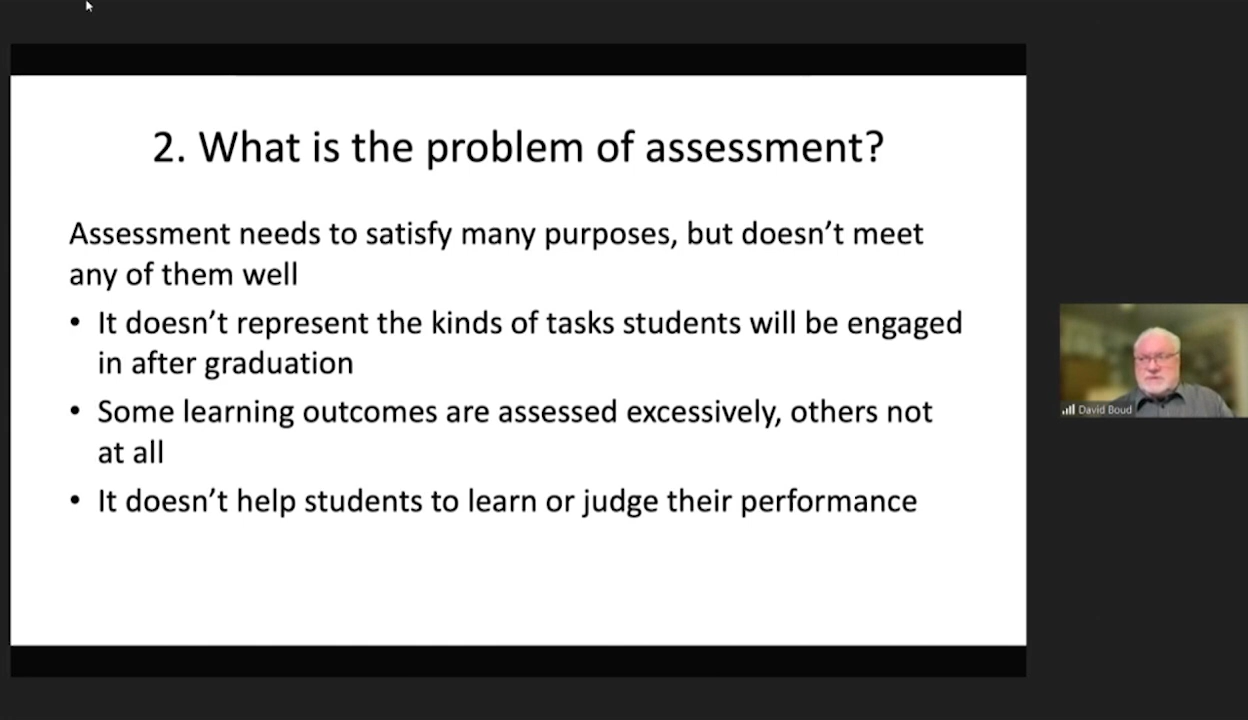 2. What is the problem of assessment?
Assessment needs to satisfy many purposes, but doesn’t meet
any of them well
• It doesn’t represent the kinds of tasks students will be engaged
in after graduation
• Some learning outcomes are assessed excessively, others not
at all
• It doesn’t help students to learn or judge their performance
David Boud